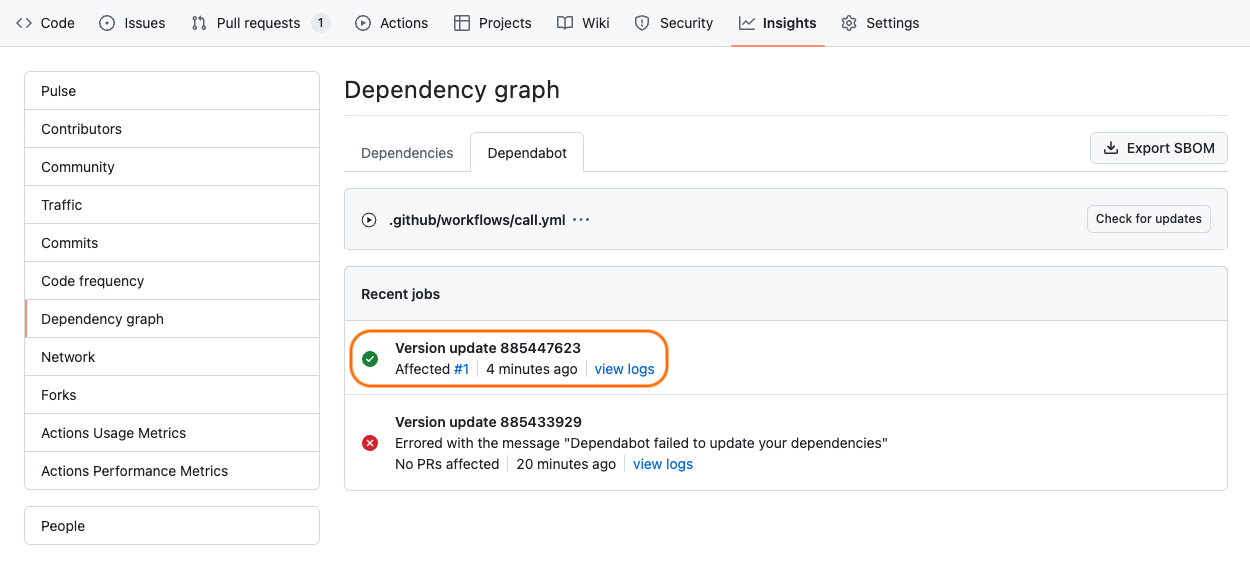 Code Issues Pull requests 1 Actions Projects Wiki Security Insights Settings
Pulse
Contributors
Community
Traffic
Commits
Code frequency
Dependency graph
Network
Forks
Actions Usage Metrics
Actions Performance Metrics
People
Dependency graph
Dependencies Dependabot Export SBOM
.github/workflows/call.yml ··· Check for updates
Recent jobs
Version update 885447623
Affected #1 4 minutes ago view logs
Version update 885433929
Errored with the message "Dependabot failed to update your dependencies"
No PRs affected 20 minutes ago view logs